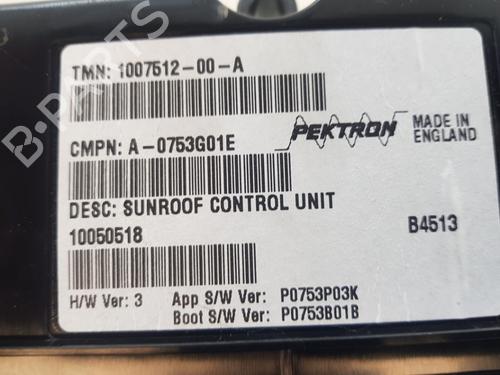 TMN: 1007512-00-A
CMPN: A-0753G01E
PEKTRON
MADE IN
ENGLAND
DESC: SUNROOF CONTROL UNIT
10050518
B4513
H/W Ver: 3 App S/W Ver: P0753P03K
Boot S/W Ver: P0753B01B
B-PARTS